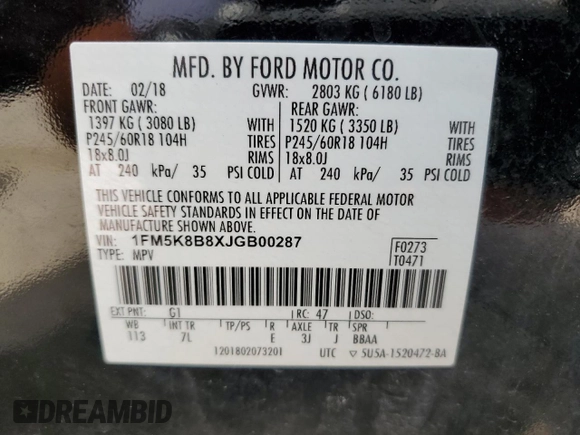 MFD. BY FORD MOTOR CO.
DATE: 02/18 GVWR: 2803 KG ( 6180 LB)
FRONT GAWR: REAR GAWR:
1397 KG ( 3080 LB) WITH 1520 KG ( 3350 LB) WITH
P245/60R18 104H TIRES P245/60R18 104H TIRES
18x8.0J RIMS 18x8.0J RIMS
AT 240 kPa/ 35 PSI COLD AT 240 kPa/ 35 PSI COLD
THIS VEHICLE CONFORMS TO ALL APPLICABLE FEDERAL MOTOR
VEHICLE SAFETY STANDARDS IN EFFECT ON THE DATE OF
MANUFACTURE SHOWN ABOVE.
VIN: 1FM5K8B8XJGB00287 F0273
TYPE: MPV T0471
EXT PNT: G1 RC: 47 DSO:
WB INT TR TP/PS R AXLE TR SPR
113 7L E 3J J BBAA
1201802073201 UTC 5U5A-1520472-BA
DREAMBID